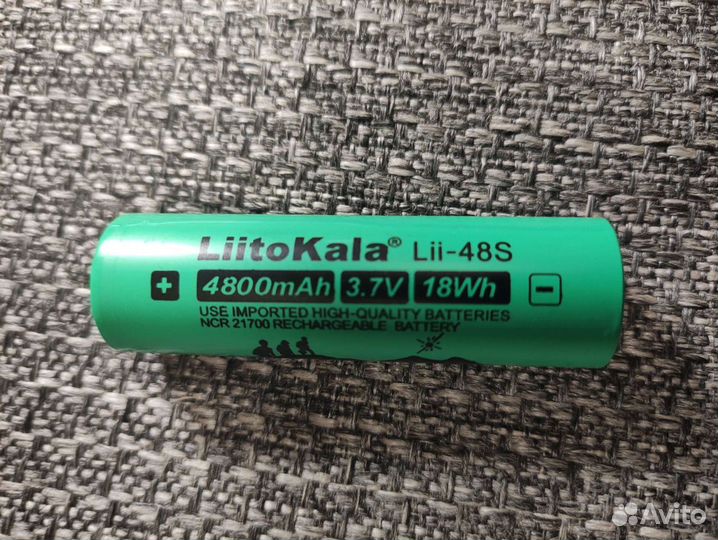 LiitoKala® Lii-48S
+ 4800mAh 3.7V 18Wh -
USE IMPORTED HIGH-QUALITY BATTERIES
NCR 21700 RECHARGEABLE BATTERY
Avito